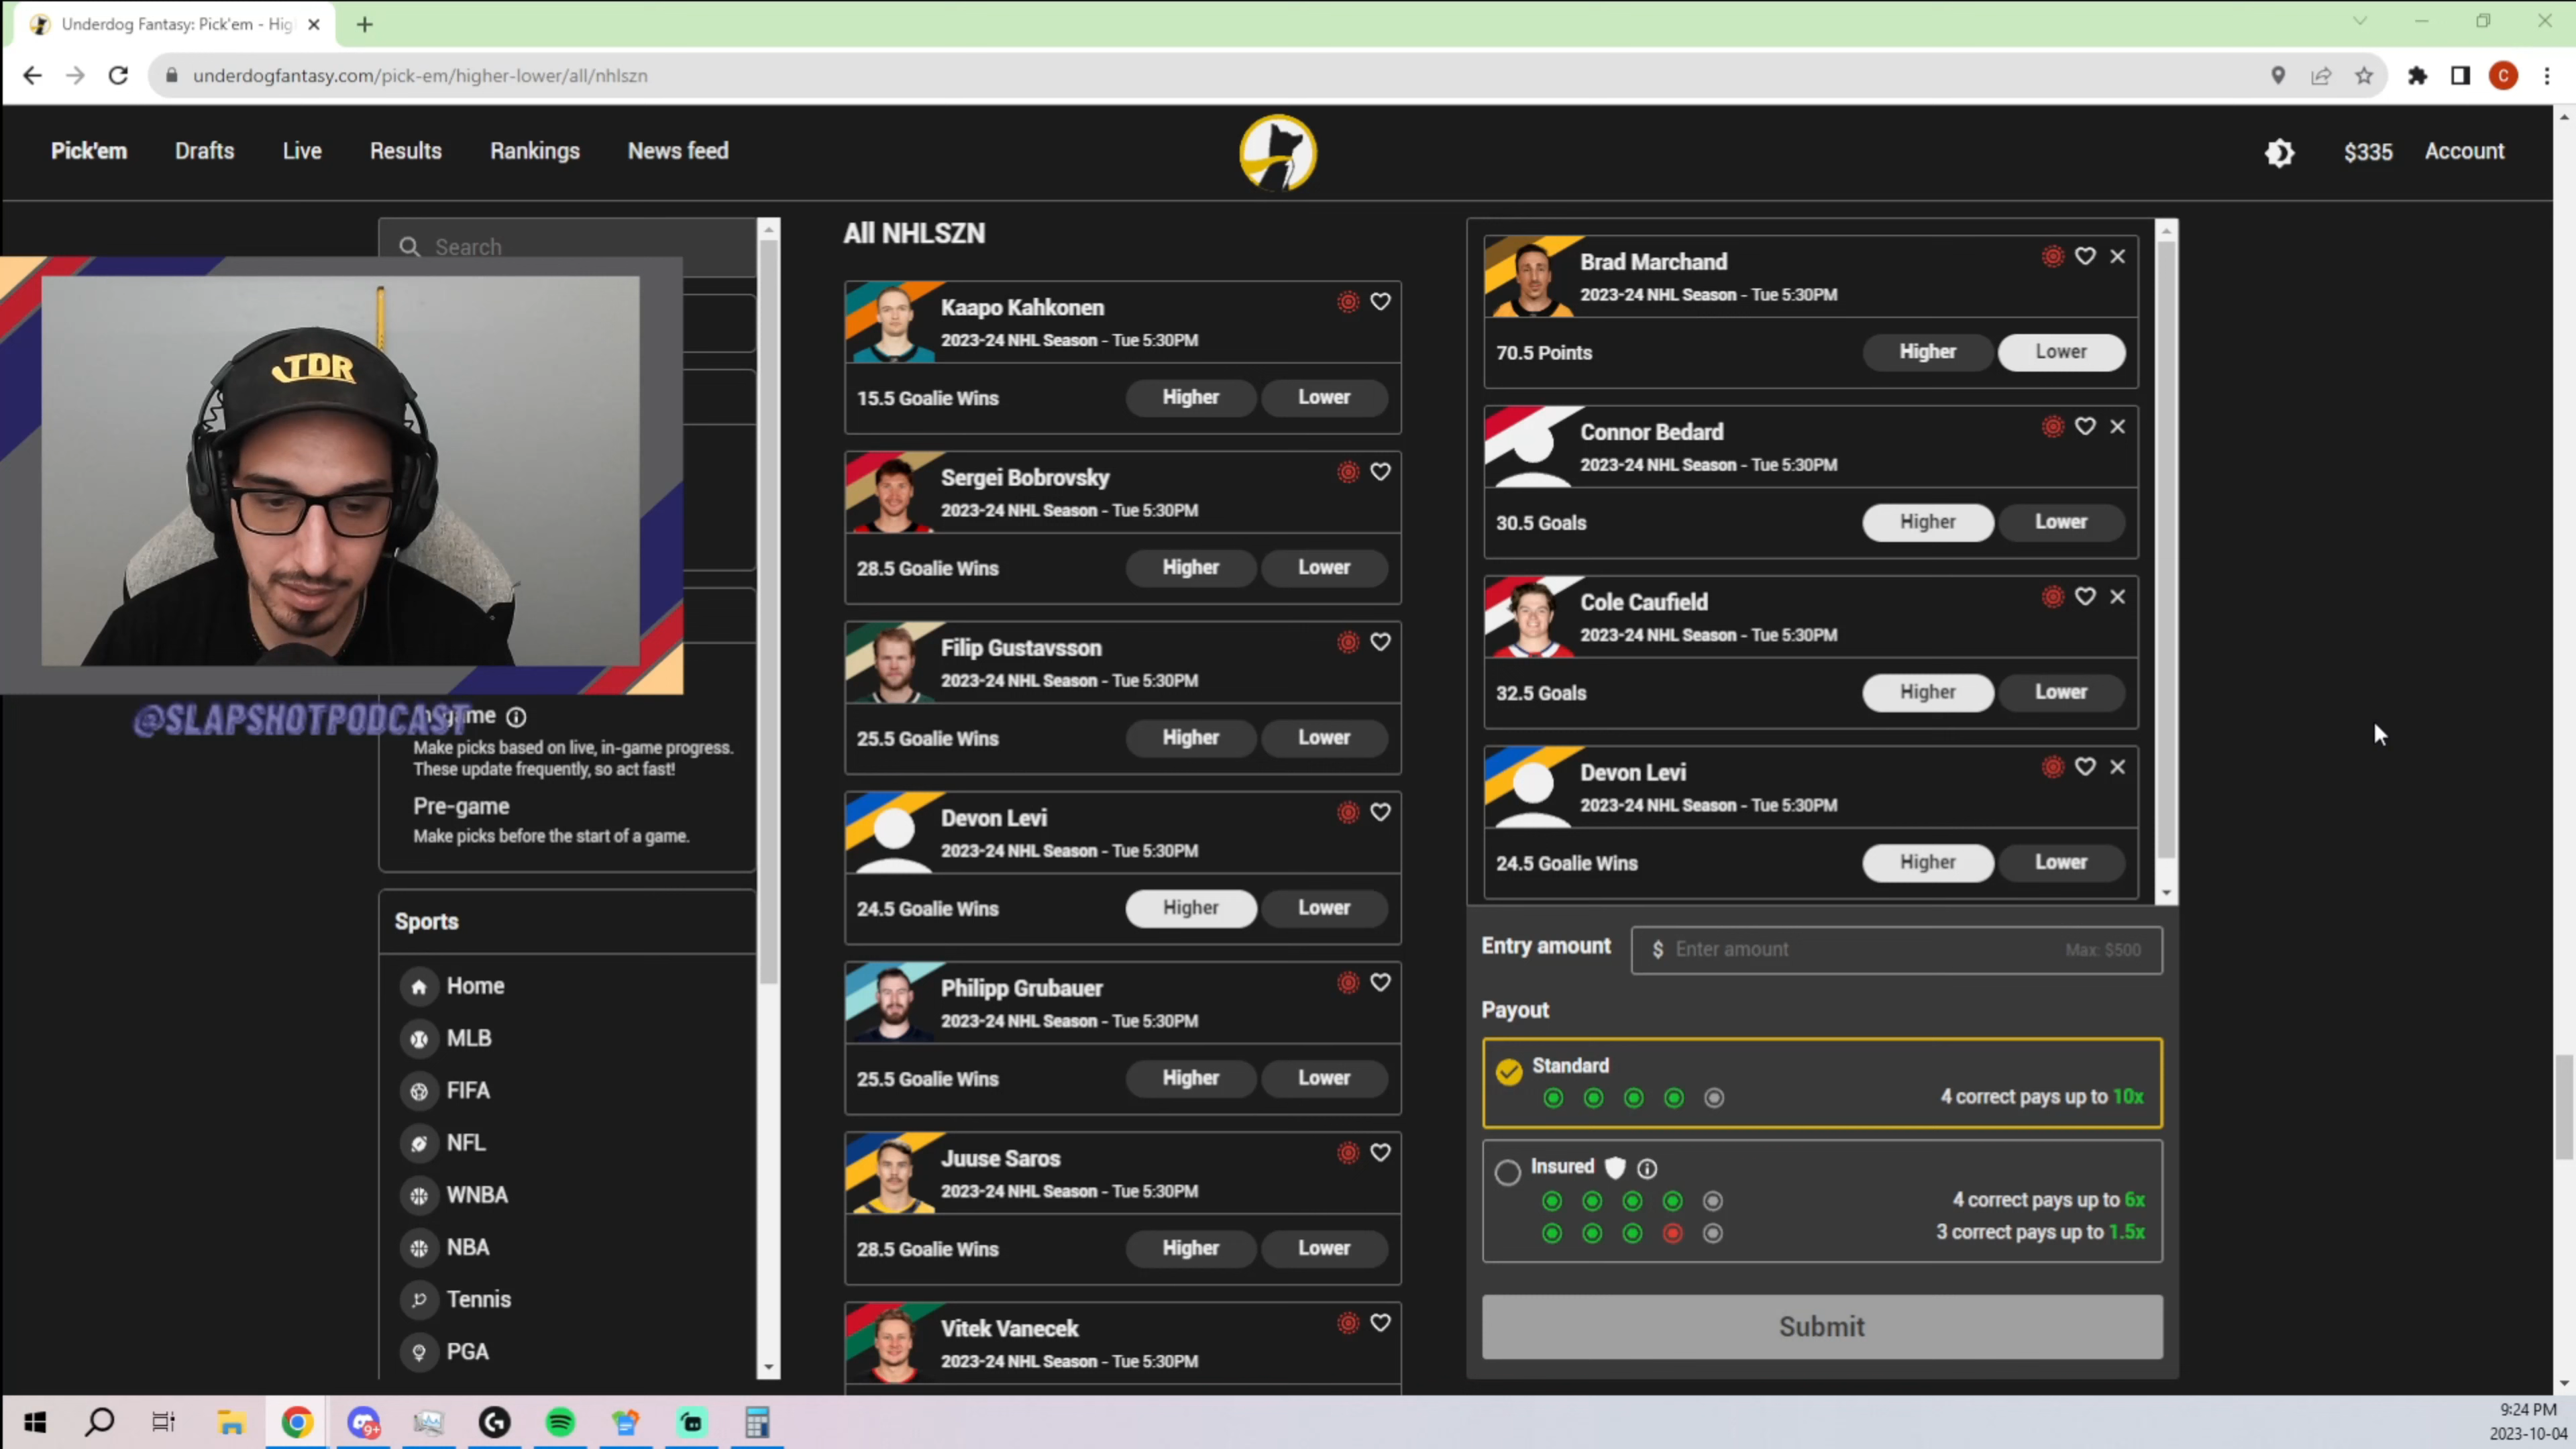 Underdog Fantasy: Pick'em - Hig
underdogfantasy.com/pick-em/higher-lower/all/nhlszn
C
Pick'em
Drafts
Live
Results
Rankings
News feed
$335
Account
Search
TDR
@SLAPSHOTPODCAST
Make picks based on live, in-game progress.
These update frequently, so act fast!
Pre-game
Make picks before the start of a game.
Sports
Home
MLB
FIFA
NFL
WNBA
NBA
Tennis
PGA
All NHLSZN
Kaapo Kahkonen
2023-24 NHL Season - Tue 5:30PM
15.5 Goalie Wins Higher Lower
Sergei Bobrovsky
2023-24 NHL Season - Tue 5:30PM
28.5 Goalie Wins Higher Lower
Filip Gustavsson
2023-24 NHL Season - Tue 5:30PM
25.5 Goalie Wins Higher Lower
Devon Levi
2023-24 NHL Season - Tue 5:30PM
24.5 Goalie Wins Higher Lower
Philipp Grubauer
2023-24 NHL Season - Tue 5:30PM
25.5 Goalie Wins Higher Lower
Juuse Saros
2023-24 NHL Season - Tue 5:30PM
28.5 Goalie Wins Higher Lower
Vitek Vanecek
2023-24 NHL Season - Tue 5:30PM
Brad Marchand
2023-24 NHL Season - Tue 5:30PM
70.5 Points Higher Lower
Connor Bedard
2023-24 NHL Season - Tue 5:30PM
30.5 Goals Higher Lower
Cole Caufield
2023-24 NHL Season - Tue 5:30PM
32.5 Goals Higher Lower
Devon Levi
2023-24 NHL Season - Tue 5:30PM
24.5 Goalie Wins Higher Lower
Entry amount $ Enter amount Max: $500
Payout
Standard
4 correct pays up to 10x
Insured
4 correct pays up to 6x
3 correct pays up to 1.5x
Submit
9+
9:24 PM
2023-10-04